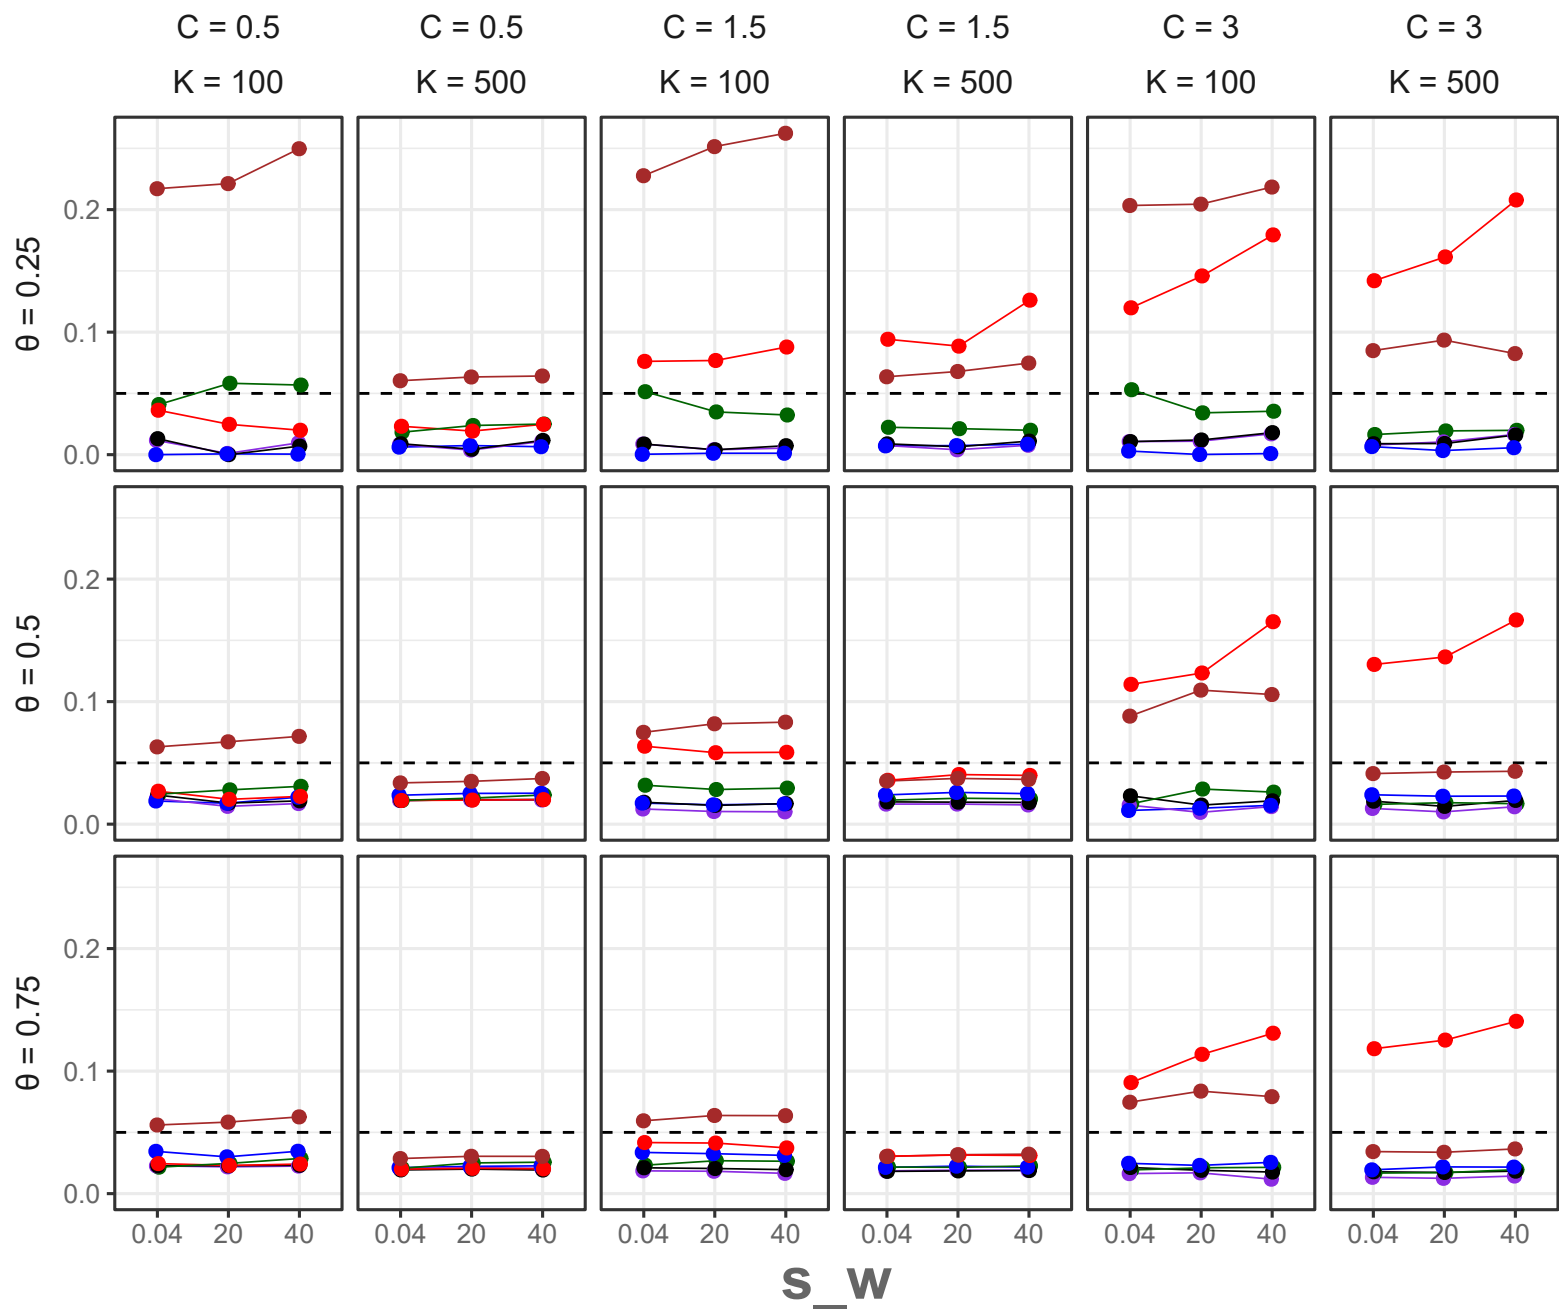 C = 0.5 C = 0.5 C = 1.5 C = 1.5 C = 3 C = 3
K = 100 K = 500 K = 100 K = 500 K = 100 K = 500
θ = 0.25
0.2
0.1
0.0
θ = 0.5
0.2
0.1
0.0
θ = 0.75
0.2
0.1
0.0
0.04 20 40 0.04 20 40 0.04 20 40 0.04 20 40 0.04 20 40 0.04 20 40
s_w